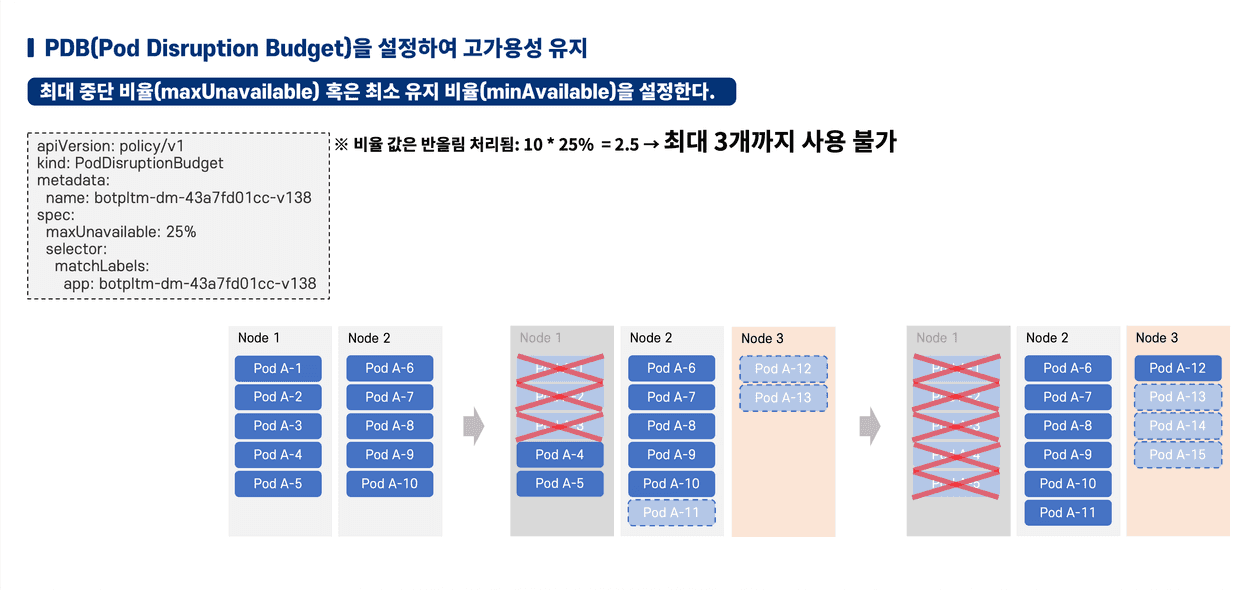 PDB(Pod Disruption Budget)을 설정하여 고가용성 유지
최대 중단 비율(maxUnavailable) 혹은 최소 유지 비율(minAvailable)을 설정한다.
※ 비율 값은 반올림 처리됨: 10 * 25% = 2.5 → 최대 3개까지 사용 불가
apiVersion: policy/v1
kind: PodDisruptionBudget
metadata:
name: botpltm-dm-43a7fd01cc-v138
spec:
maxUnavailable: 25%
selector:
matchLabels:
app: botpltm-dm-43a7fd01cc-v138
Node 1
Pod A-1
Pod A-2
Pod A-3
Pod A-4
Pod A-5
Node 2
Pod A-6
Pod A-7
Pod A-8
Pod A-9
Pod A-10
Node 1
Pod A-4
Pod A-5
Node 2
Pod A-6
Pod A-7
Pod A-8
Pod A-9
Pod A-10
Pod A-11
Node 3
Pod A-12
Pod A-13
Node 1
Node 2
Pod A-6
Pod A-7
Pod A-8
Pod A-9
Pod A-10
Pod A-11
Node 3
Pod A-12
Pod A-13
Pod A-14
Pod A-15